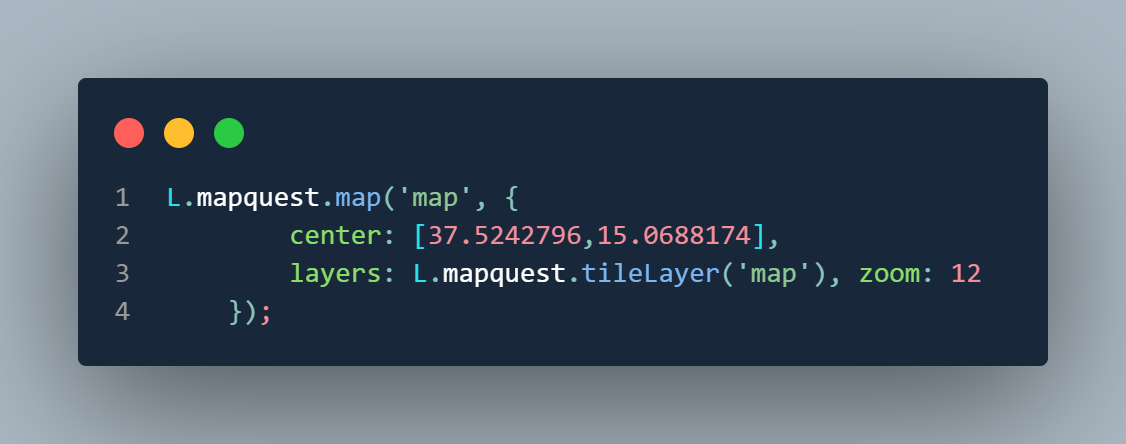 1 L.mapquest.map('map', {
2         center: [37.5242796,15.0688174],
3         layers: L.mapquest.tileLayer('map'), zoom: 12
4     });